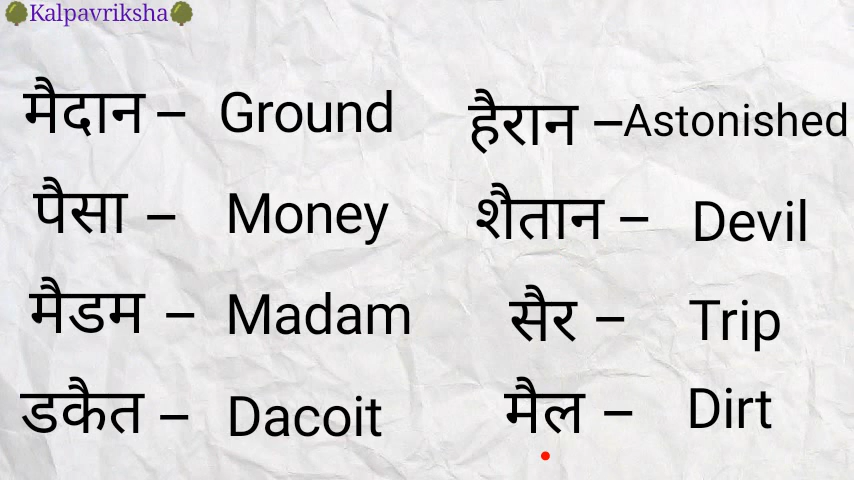 Kalpavriksha
मैदान – Ground
पैसा – Money
मैडम – Madam
डकैत – Dacoit
हैरान – Astonished
शैतान – Devil
सैर – Trip
मैल – Dirt